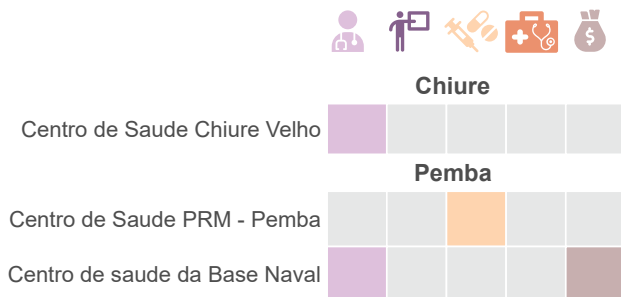 Chiure
Centro de Saude Chiure Velho
Pemba
Centro de Saude PRM - Pemba
Centro de saude da Base Naval